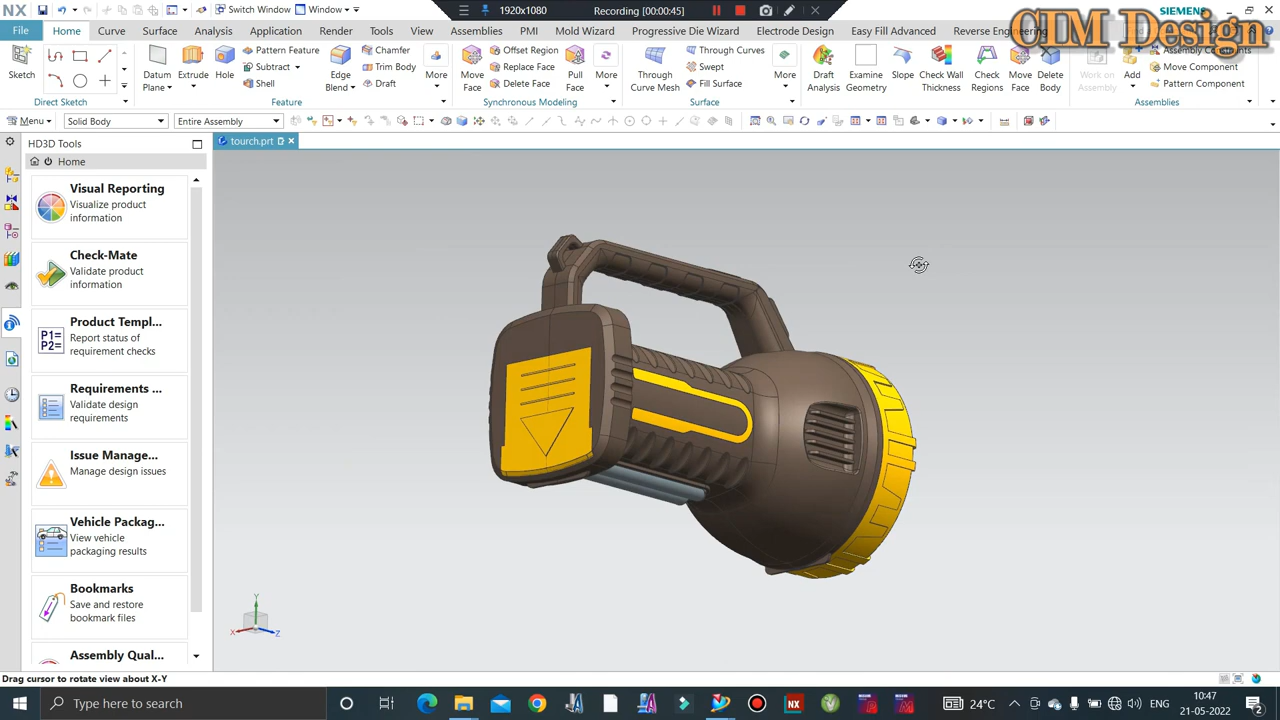 NX Switch Window Window 1920x1080 Recording [00:00:45] SIEMENS
CIM Design
File Home Curve Surface Analysis Application Render Tools Assemblies PMI Mold Wizard Progressive Die Wizard Electrode Design Easy Fill Advanced Reverse Engineering
Pattern Feature Chamfer Offset Region Through Curves Assembly Constraints
Sketch Datum Plane Extrude Hole Subtract Edge Blend Trim Body More Move Face Replace Face Pull Face More Through Curve Mesh Swept More Draft Analysis Examine Geometry Slope Check Wall Thickness Check Regions Move Face Delete Body Work on Assembly Add Move Component
Shell Draft Delete Face Fill Surface Pattern Component
Direct Sketch Feature Synchronous Modeling Surface Assemblies
Menu Solid Body Entire Assembly
HD3D Tools tourch.prt
Home
Visual Reporting
Visualize product
information
Check-Mate
Validate product
information
Product Templ...
P1=
P2=
Report status of
requirement checks
Requirements ...
Validate design
requirements
Issue Manage...
Manage design issues
Vehicle Packag...
View vehicle
packaging results
Bookmarks
Save and restore
bookmark files
Assembly Qual...
Y
X Z
Drag cursor to rotate view about X-Y
Type here to search
24°C ENG 10:47
21-05-2022